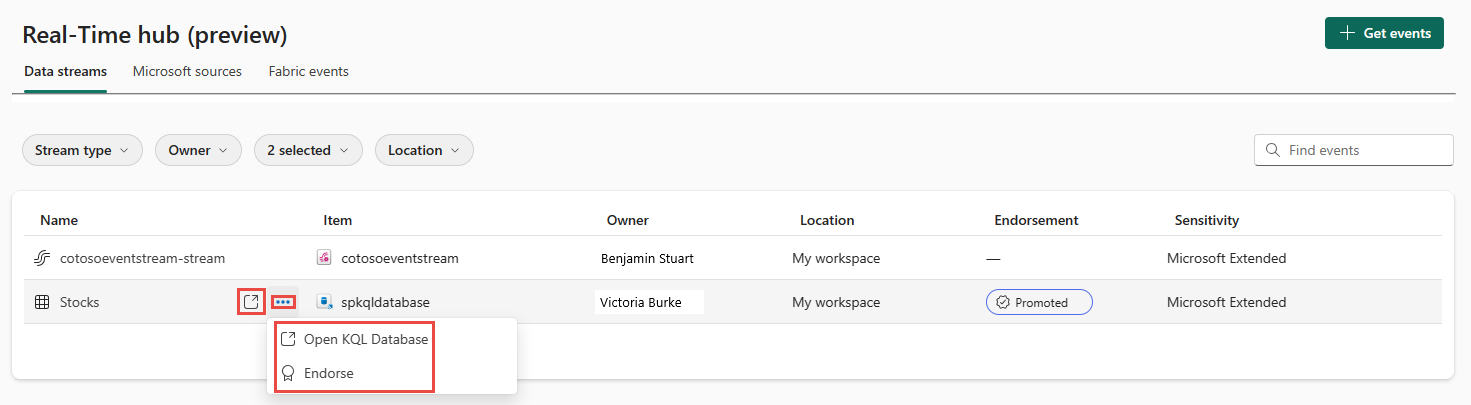 Real-Time hub (preview)
Get events
Data streams Microsoft sources Fabric events
Stream type Owner 2 selected Location Find events
Name Item Owner Location Endorsement Sensitivity
cotosoeventstream-stream cotosoeventstream Benjamin Stuart My workspace — Microsoft Extended
Stocks spkqldatabase Victoria Burke My workspace Promoted Microsoft Extended
Open KQL Database
Endorse